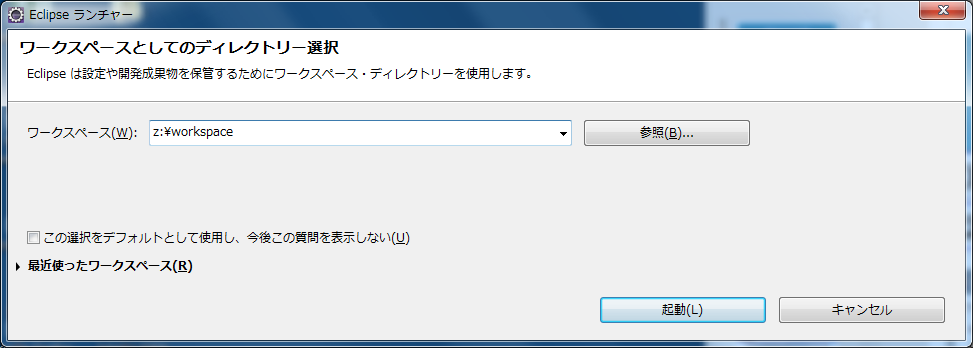 Eclipse ランチャー
ワークスペースとしてのディレクトリー選択
Eclipse は設定や開発成果物を保管するためにワークスペース・ディレクトリーを使用します。
ワークスペース(W): z:¥workspace 参照(B)...
この選択をデフォルトとして使用し、今後この質問を表示しない(U)
最近使ったワークスペース(R)
起動(L) キャンセル